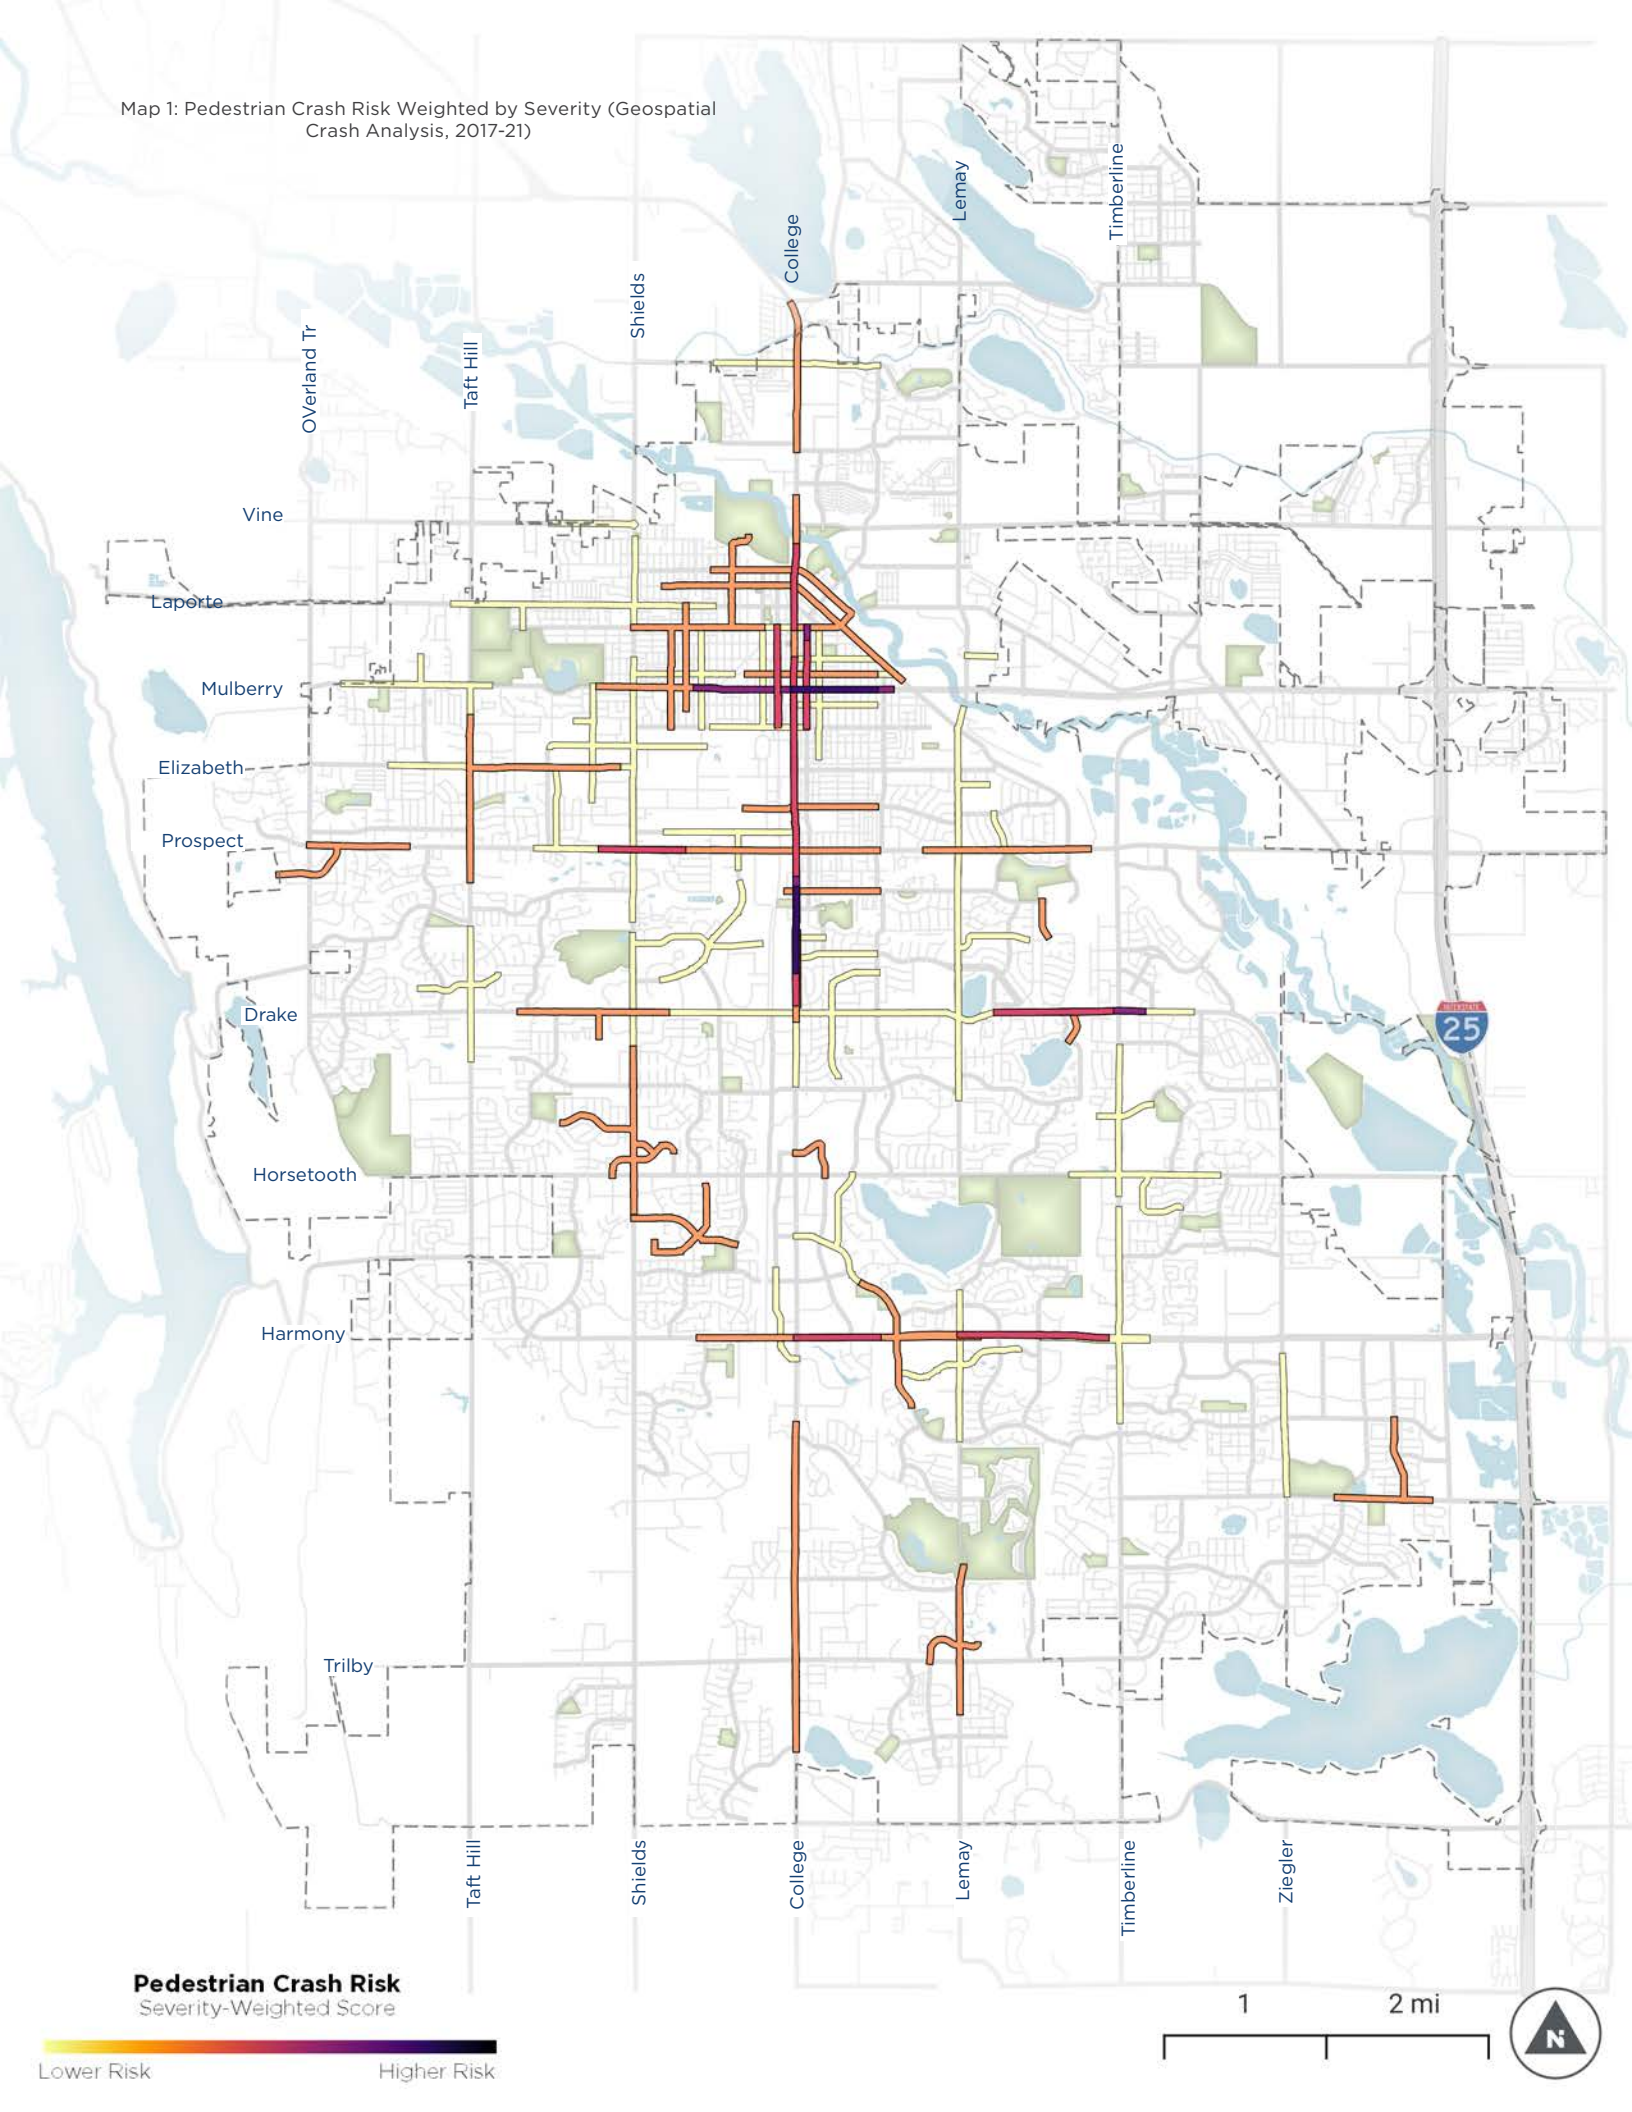 Map 1: Pedestrian Crash Risk Weighted by Severity (Geospatial
Crash Analysis, 2017-21)
Timberline
Lemay
College
Shields
OVerland Tr
Taft Hill
Vine
Laporte
Mulberry
Elizabeth
Prospect
Drake
INTERSTATE
25
Horsetooth
Harmony
Trilby
Taft Hill
Shields
College
Lemay
Timberline
Ziegler
Pedestrian Crash Risk
Severity-Weighted Score
Lower Risk
Higher Risk
1
2 mi
N